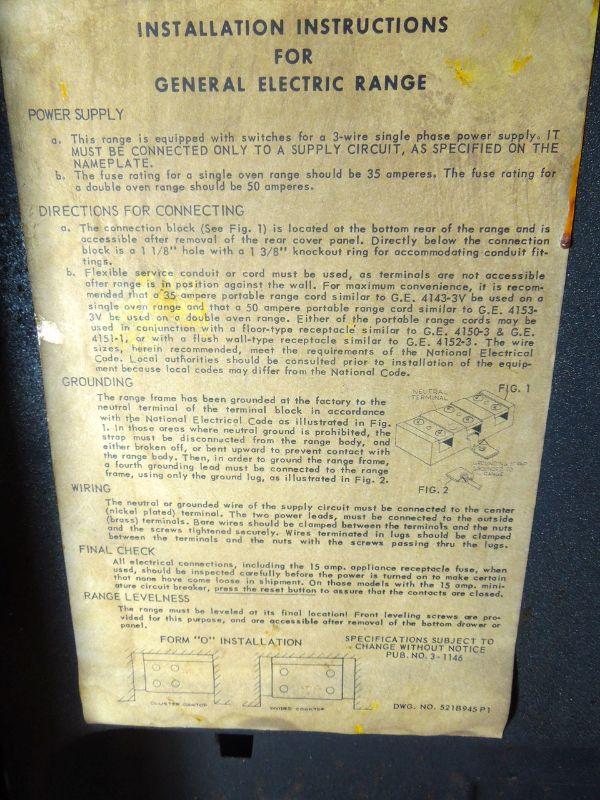 INSTALLATION INSTRUCTIONS
FOR
GENERAL ELECTRIC RANGE
POWER SUPPLY
a. This range is equipped with switches for a 3-wire single phase power supply. IT
MUST BE CONNECTED ONLY TO A SUPPLY CIRCUIT, AS SPECIFIED ON THE
NAMEPLATE.
b. The fuse rating for a single oven range should be 35 amperes. The fuse rating for
a double oven range should be 50 amperes.
DIRECTIONS FOR CONNECTING
a. The connection block (See Fig. 1) is located at the bottom rear of the range and is
accessible after removal of the rear cover panel. Directly below the connection
block is a 1 1/8" hole with a 1 3/8" knockout ring for accommodating conduit fit-
tings.
b. Flexible service conduit or cord must be used, as terminals are not accessible
after range is in position against the wall. For maximum convenience, it is recom-
mended that a 35 ampere portable range cord similar to G.E. 4143-3V be used on a
single oven range and that a 50 ampere portable range cord similar to G.E. 4153-
3V be used on a double oven range. Either of the portable range cords may be
used in conjunction with a floor-type receptacle similar to G.E. 4150-3 & G.E.
4151-1, or with a flush wall-type receptacle similar to G.E. 4152-3. The wire
sizes, herein recommended, meet the requirements of the National Electrical
Code. Local authorities should be consulted prior to installation of the equip-
ment because local codes may differ from the National Code.
GROUNDING
The range frame has been grounded at the factory to the
neutral terminal of the terminal block in accordance
with the National Electrical Code as illustrated in Fig.
1. In those areas where neutral ground is prohibited, the
strap must be disconnected from the range body, and
either broken off, or bent upward to prevent contact with
the range body. Then, in order to ground the range frame,
a fourth grounding lead must be connected to the range
frame, using only the ground lug, as illustrated in Fig. 2.
FIG. 1
NEUTRAL
TERMINAL
GROUNDING STRAP
GROUNDED TO
RANGE
FIG. 2
WIRING
The neutral or grounded wire of the supply circuit must be connected to the center
(nickel plated) terminal. The two power leads, must be connected to the outside
(brass) terminals. Bare wires should be clamped between the terminals and the nuts
and the screws tightened securely. Wires terminated in lugs should be clamped
between the terminals and the nuts with the screws passing thru the lugs.
FINAL CHECK
All electrical connections, including the 15 amp. appliance receptacle fuse, when
used, should be inspected carefully before the power is turned on to make certain
that none have come loose in shipment. On those models with the 15 amp. mini-
ature circuit breaker, press the reset button to assure that the contacts are closed.
RANGE LEVELNESS
The range must be leveled at its final location! Front leveling screws are pro-
vided for this purpose, and are accessible after removal of the bottom drawer or
panel.
FORM "O" INSTALLATION
SPECIFICATIONS SUBJECT TO
CHANGE WITHOUT NOTICE
PUB. NO. 3-1146
CLUSTER COOKTOP
DIVIDED COOKTOP
DWG. NO. 521B945 P1